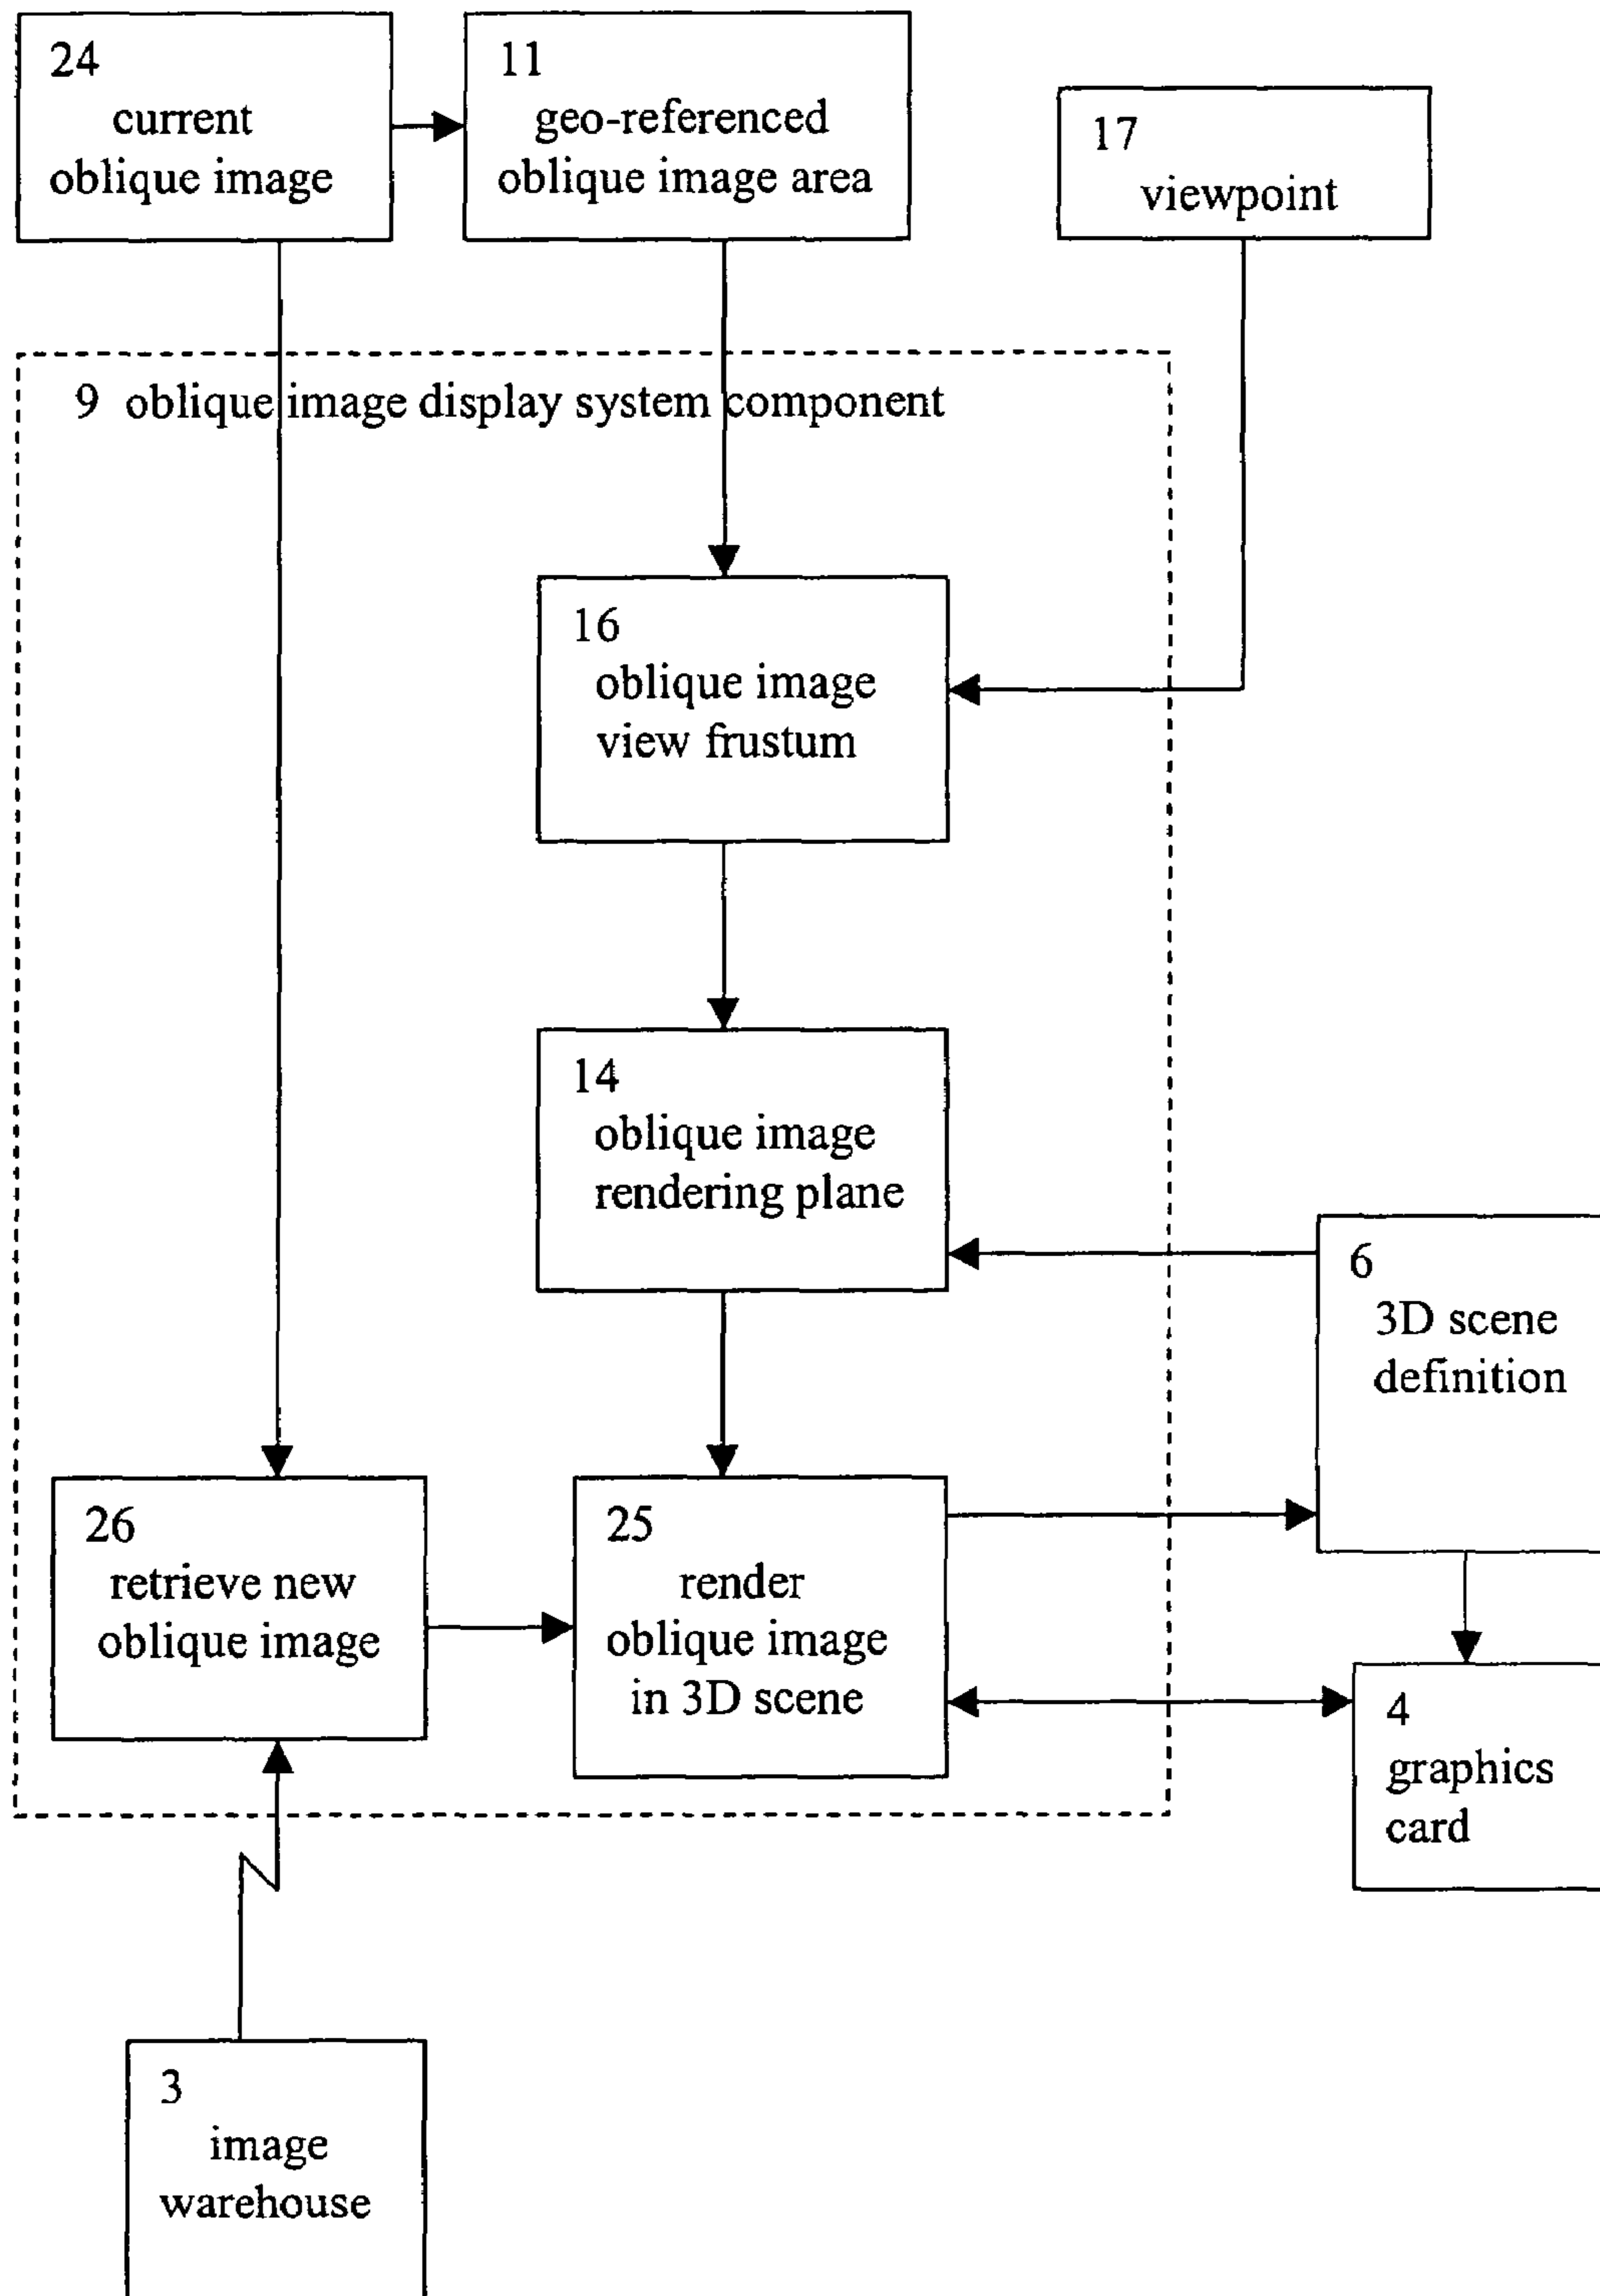 24
current
oblique image
11
geo-referenced
oblique image area
17
viewpoint
9 oblique image display system component
16
oblique image
view frustum
14
oblique image
rendering plane
6
3D scene
definition
26
retrieve new
oblique image
25
render
oblique image
in 3D scene
4
graphics
card
3
image
warehouse